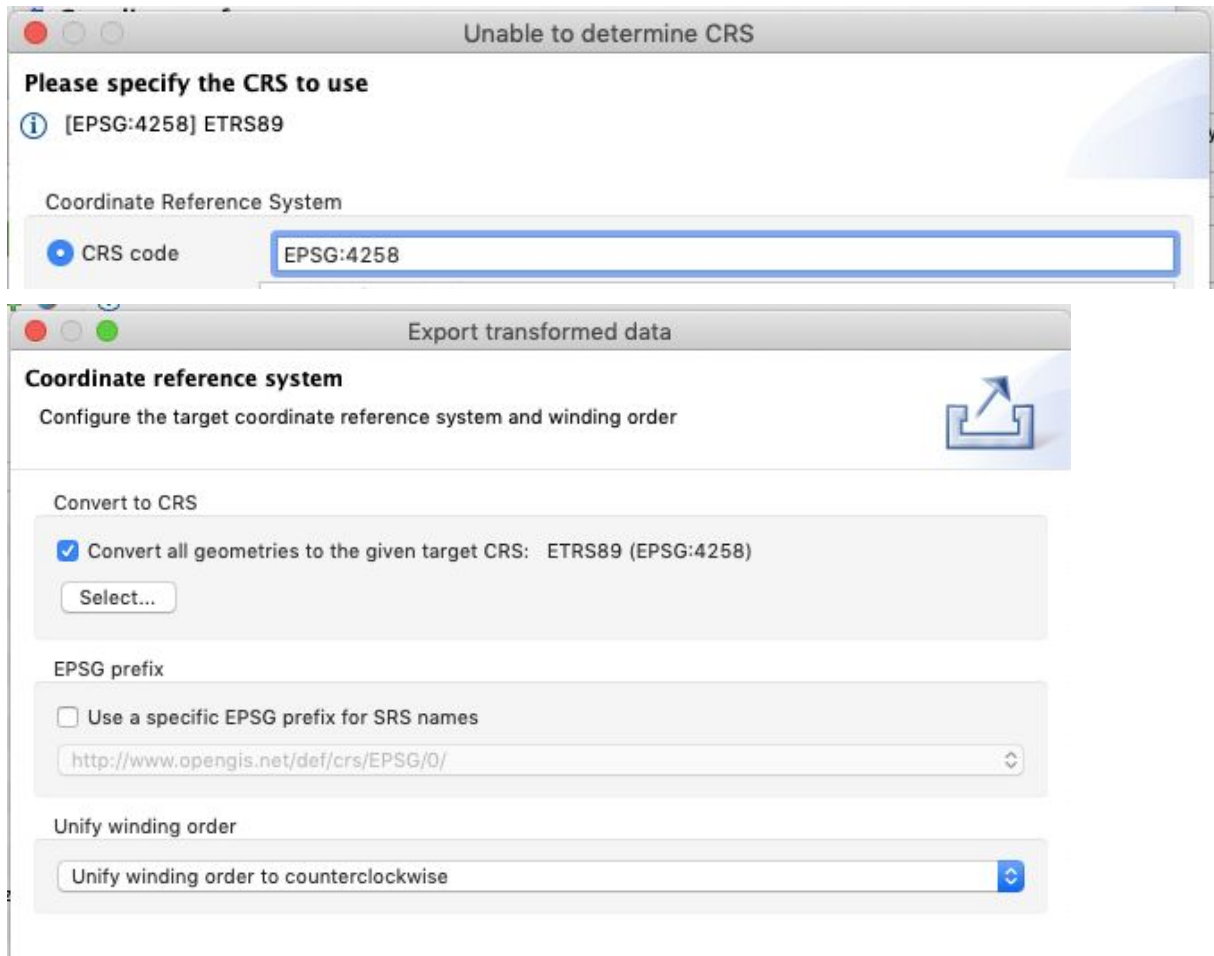 Unable to determine CRS
Please specify the CRS to use
[EPSG:4258] ETRS89
Coordinate Reference System
CRS code
EPSG:4258
Export transformed data
Coordinate reference system
Configure the target coordinate reference system and winding order
Convert to CRS
Convert all geometries to the given target CRS: ETRS89 (EPSG:4258)
Select...
EPSG prefix
Use a specific EPSG prefix for SRS names
http://www.opengis.net/def/crs/EPSG/0/
Unify winding order
Unify winding order to counterclockwise